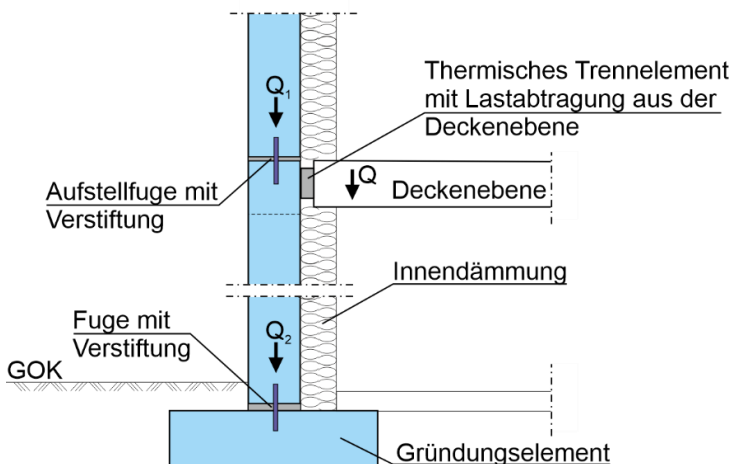 Q₁
Thermisches Trennelement
mit Lastabtragung aus der
Deckenebene
Aufstellfuge mit
Verstiftung
Q
Deckenebene
Innendämmung
Fuge mit
Verstiftung
Q₂
GOK
Gründungselement